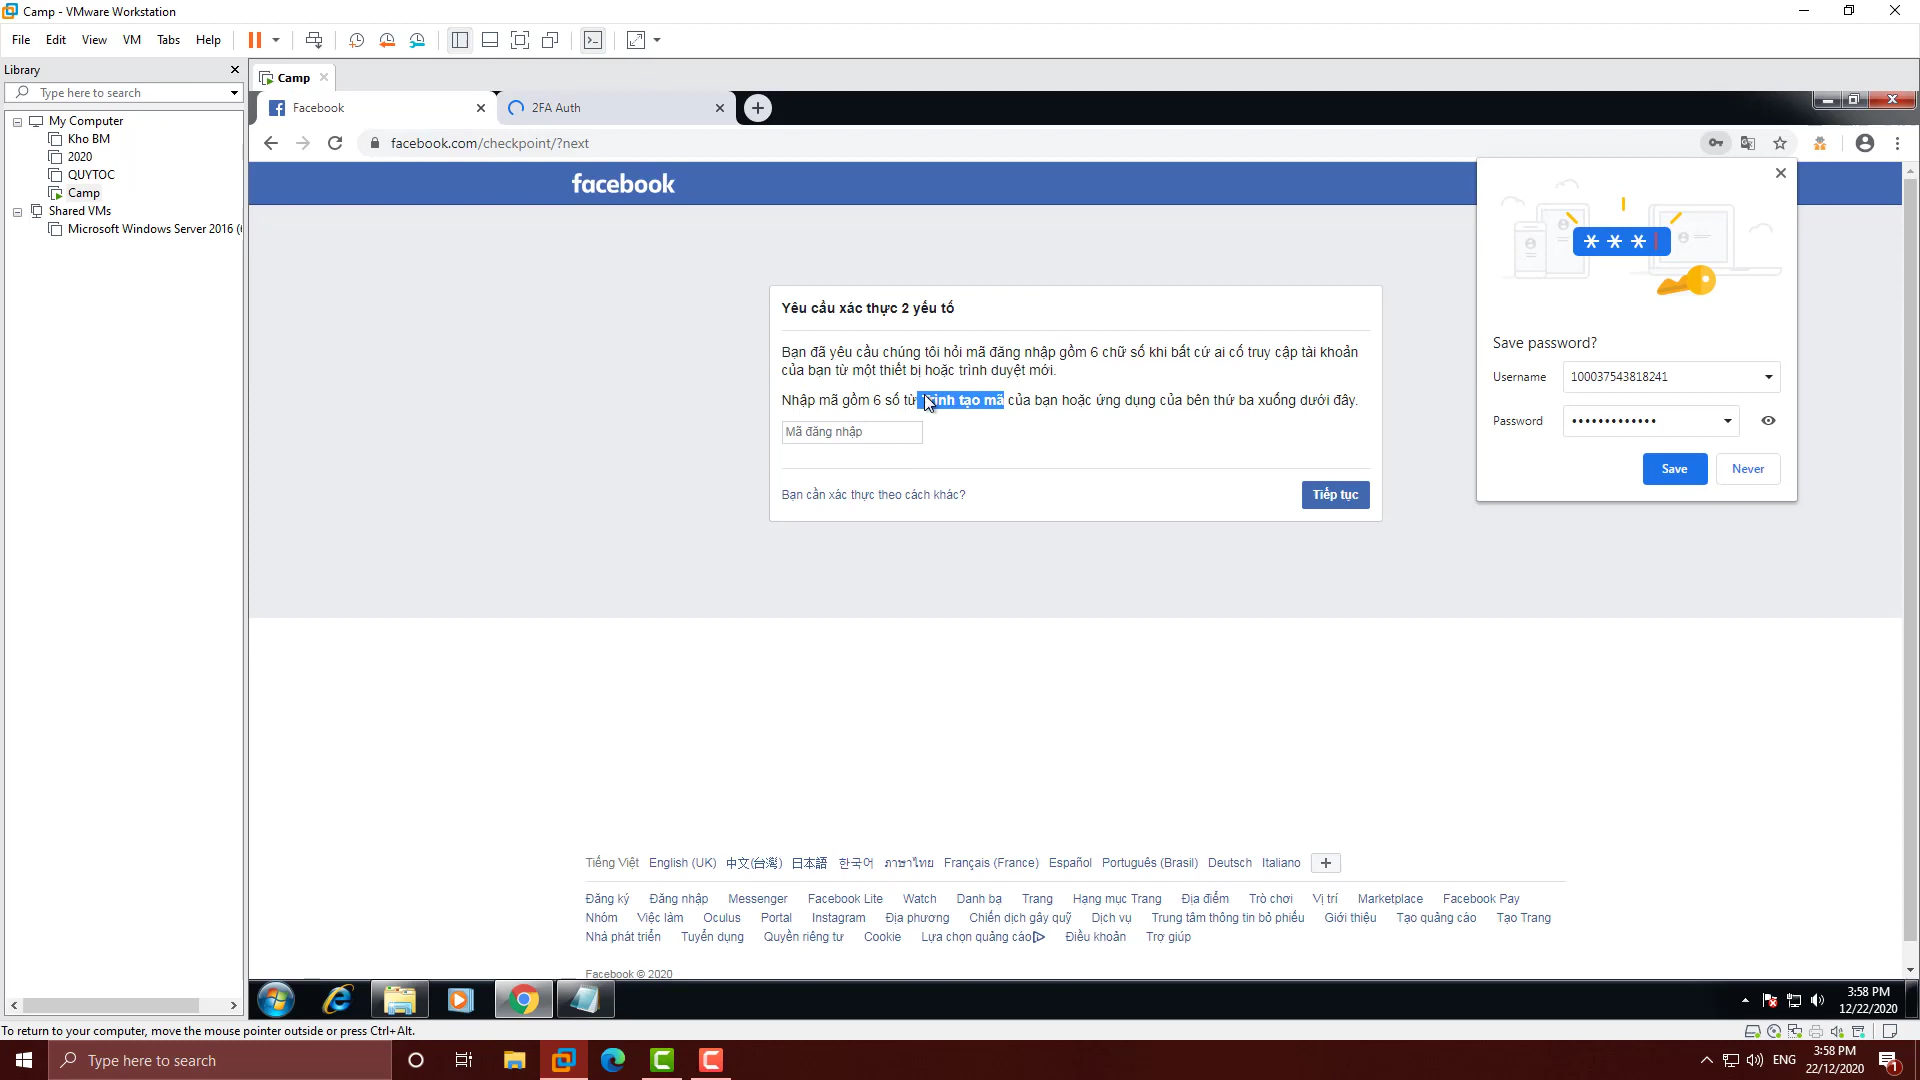 Camp - VMware Workstation
File Edit View VM Tabs Help
Library
Type here to search
My Computer
Kho BM
2020
QUYTOC
Camp
Shared VMs
Microsoft Windows Server 2016 (
Camp
Facebook
2FA Auth
facebook.com/checkpoint/?next
facebook
Yêu cầu xác thực 2 yếu tố
Bạn đã yêu cầu chúng tôi hỏi mã đăng nhập gồm 6 chữ số khi bất cứ ai cố truy cập tài khoản
của bạn từ một thiết bị hoặc trình duyệt mới.
Nhập mã gồm 6 số từ Trình tạo mã của bạn hoặc ứng dụng của bên thứ ba xuống dưới đây.
Mã đăng nhập
Bạn cần xác thực theo cách khác?
Tiếp tục
Save password?
Username 100037543818241
Password •••••••••••••
Save Never
Tiếng Việt English (UK) 中文(台灣) 日本語 한국어 ภาษาไทย Français (France) Español Português (Brasil) Deutsch Italiano
Đăng ký Đăng nhập Messenger Facebook Lite Watch Danh bạ Trang Hạng mục Trang Địa điểm Trò chơi Vị trí Marketplace Facebook Pay
Nhóm Việc làm Oculus Portal Instagram Địa phương Chiến dịch gây quỹ Dịch vụ Trung tâm thông tin bỏ phiếu Giới thiệu Tạo quảng cáo Tạo Trang
Nhà phát triển Tuyển dụng Quyền riêng tư Cookie Lựa chọn quảng cáo Điều khoản Trợ giúp
Facebook © 2020
3:58 PM
12/22/2020
To return to your computer, move the mouse pointer outside or press Ctrl+Alt.
Type here to search
ENG
3:58 PM
22/12/2020
1